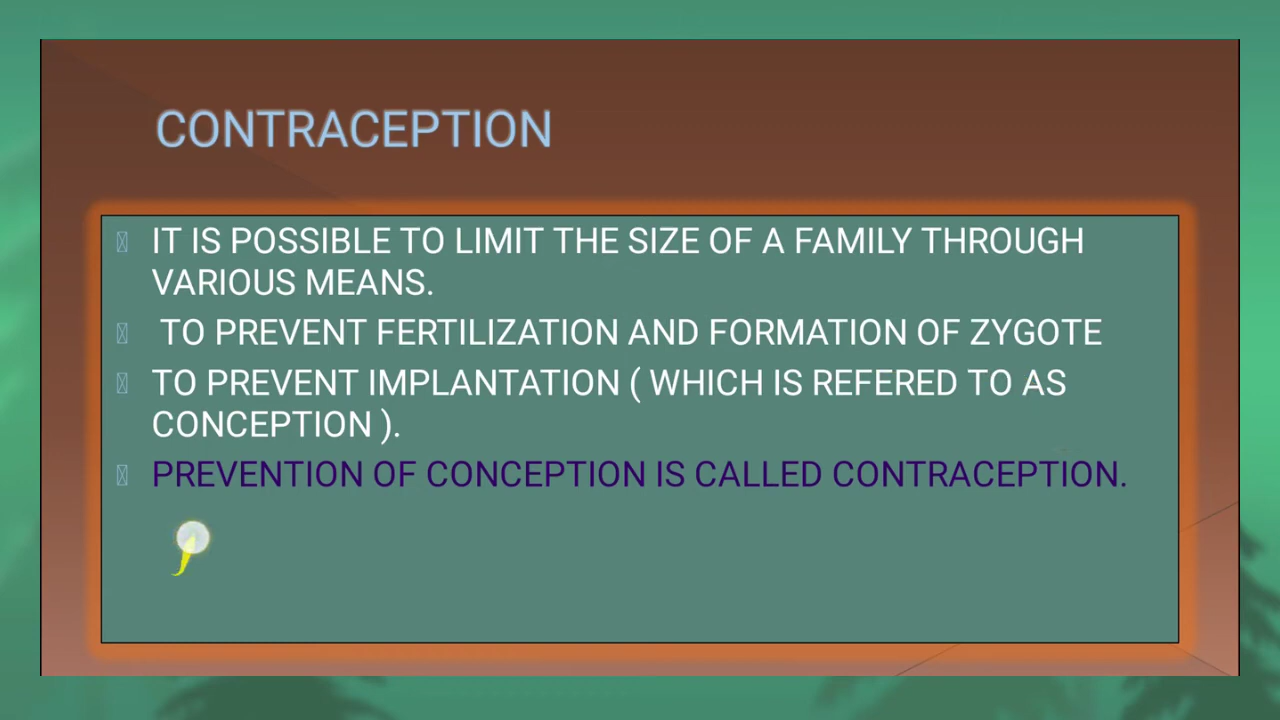 CONTRACEPTION
IT IS POSSIBLE TO LIMIT THE SIZE OF A FAMILY THROUGH
VARIOUS MEANS.
TO PREVENT FERTILIZATION AND FORMATION OF ZYGOTE
TO PREVENT IMPLANTATION ( WHICH IS REFERED TO AS
CONCEPTION ).
PREVENTION OF CONCEPTION IS CALLED CONTRACEPTION.